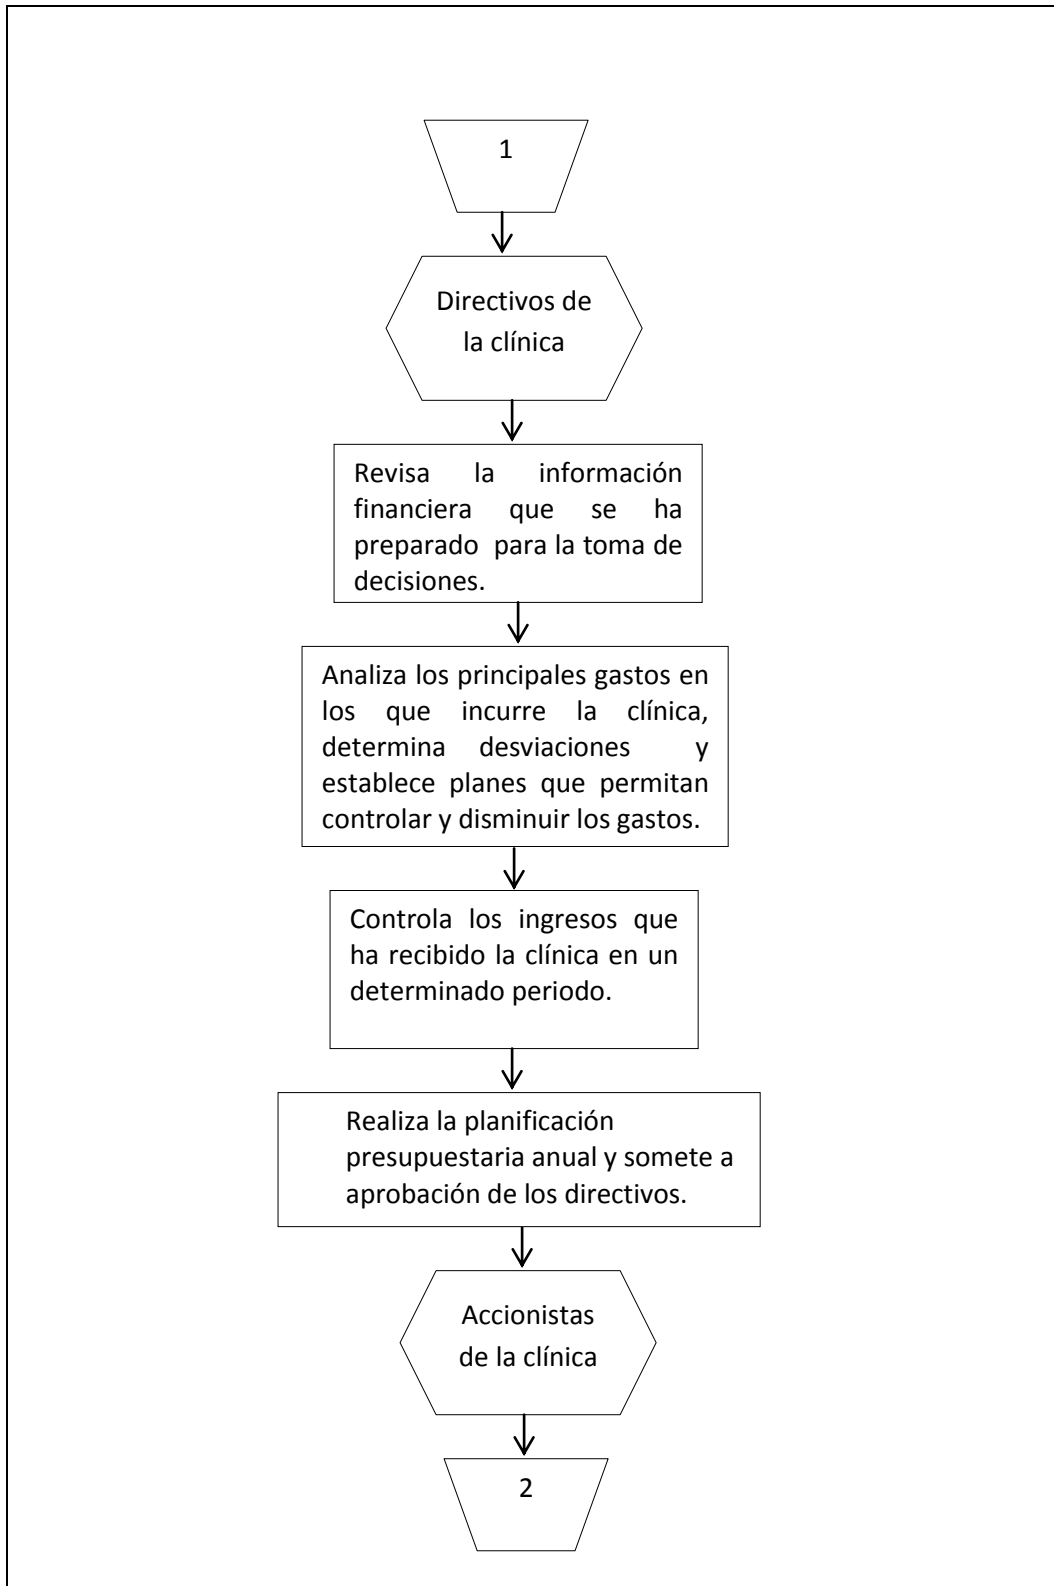 1
Directivos de
la clínica
Revisa la información
financiera que se ha
preparado para la toma de
decisiones.
Analiza los principales gastos en
los que incurre la clínica,
determina desviaciones y
establece planes que permitan
controlar y disminuir los gastos.
Controla los ingresos que
ha recibido la clínica en un
determinado periodo.
Realiza la planificación
presupuestaria anual y somete a
aprobación de los directivos.
Accionistas
de la clínica
2